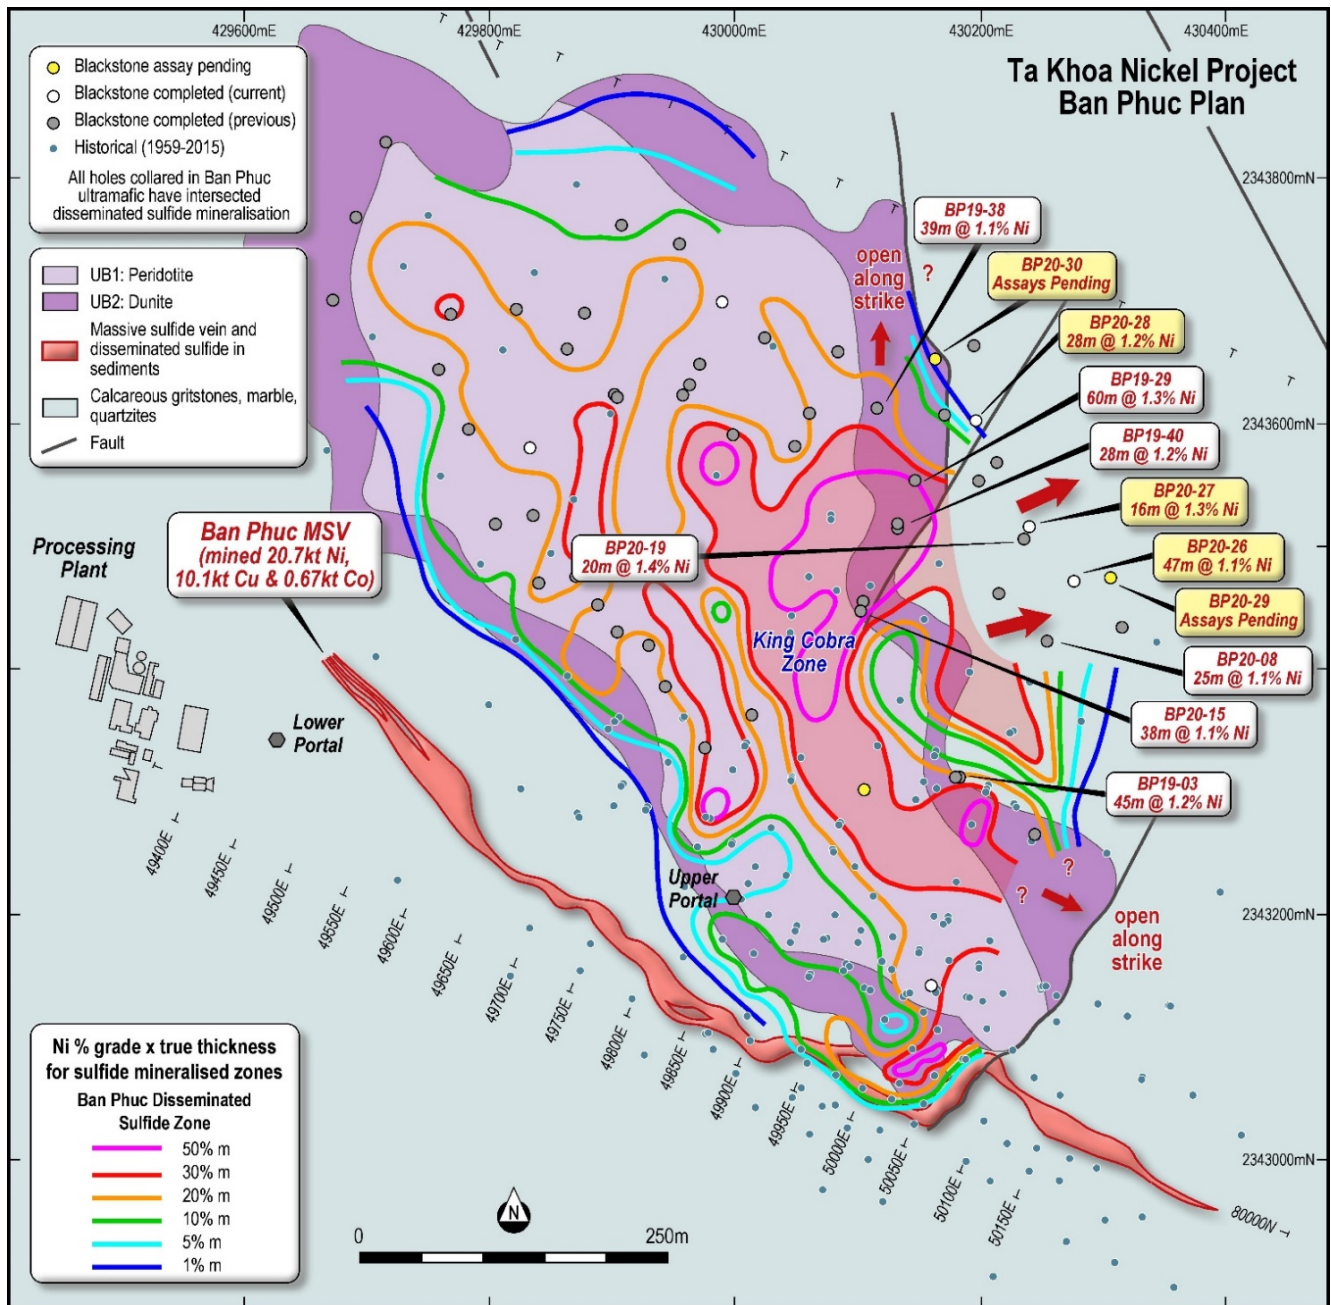 429600mE
429800mE
430000mE
430200mE
430400mE
Ta Khoa Nickel Project
Ban Phuc Plan
Blackstone assay pending
Blackstone completed (current)
Blackstone completed (previous)
Historical (1959-2015)
All holes collared in Ban Phuc
ultramafic have intersected
disseminated sulfide mineralisation
UB1: Peridotite
UB2: Dunite
Massive sulfide vein and
disseminated sulfide in
sediments
Calcareous gritstones, marble,
quartzites
Fault
2343800mN
2343600mN
2343200mN
2343000mN
BP19-38
39m @ 1.1% Ni
open
along
strike
?
BP20-30
Assays Pending
BP20-28
28m @ 1.2% Ni
BP19-29
60m @ 1.3% Ni
BP19-40
28m @ 1.2% Ni
BP20-27
16m @ 1.3% Ni
BP20-19
20m @ 1.4% Ni
BP20-26
47m @ 1.1% Ni
BP20-29
Assays Pending
BP20-08
25m @ 1.1% Ni
BP20-15
38m @ 1.1% Ni
BP19-03
45m @ 1.2% Ni
King Cobra
Zone
Processing
Plant
Ban Phuc MSV
(mined 20.7kt Ni,
10.1kt Cu & 0.67kt Co)
Lower
Portal
Upper
Portal
?
?
open
along
strike
49400E
49450E
49500E
49550E
49600E
49650E
49700E
49750E
49800E
49850E
49900E
49950E
50000E
50050E
50100E
50150E
80000N
Ni % grade x true thickness
for sulfide mineralised zones
Ban Phuc Disseminated
Sulfide Zone
50% m
30% m
20% m
10% m
5% m
1% m
N
0
250m